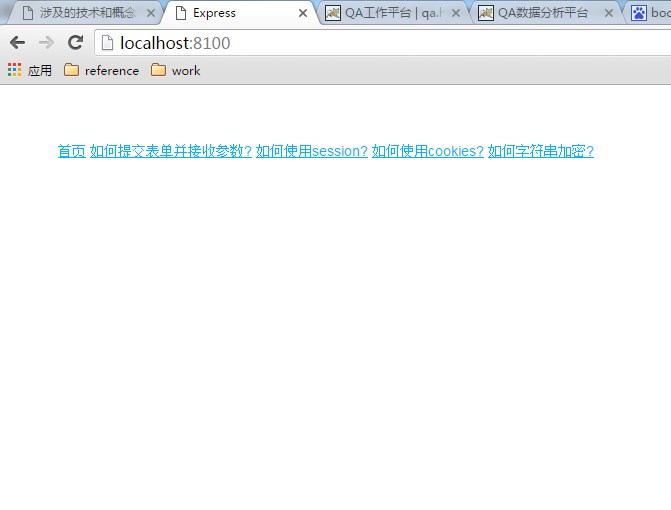 涉及的技术和概念 Express QA工作平台 | qa.h QA数据分析平台 boo
localhost:8100
应用 reference work
首页 如何提交表单并接收参数? 如何使用session? 如何使用cookies? 如何字符串加密?